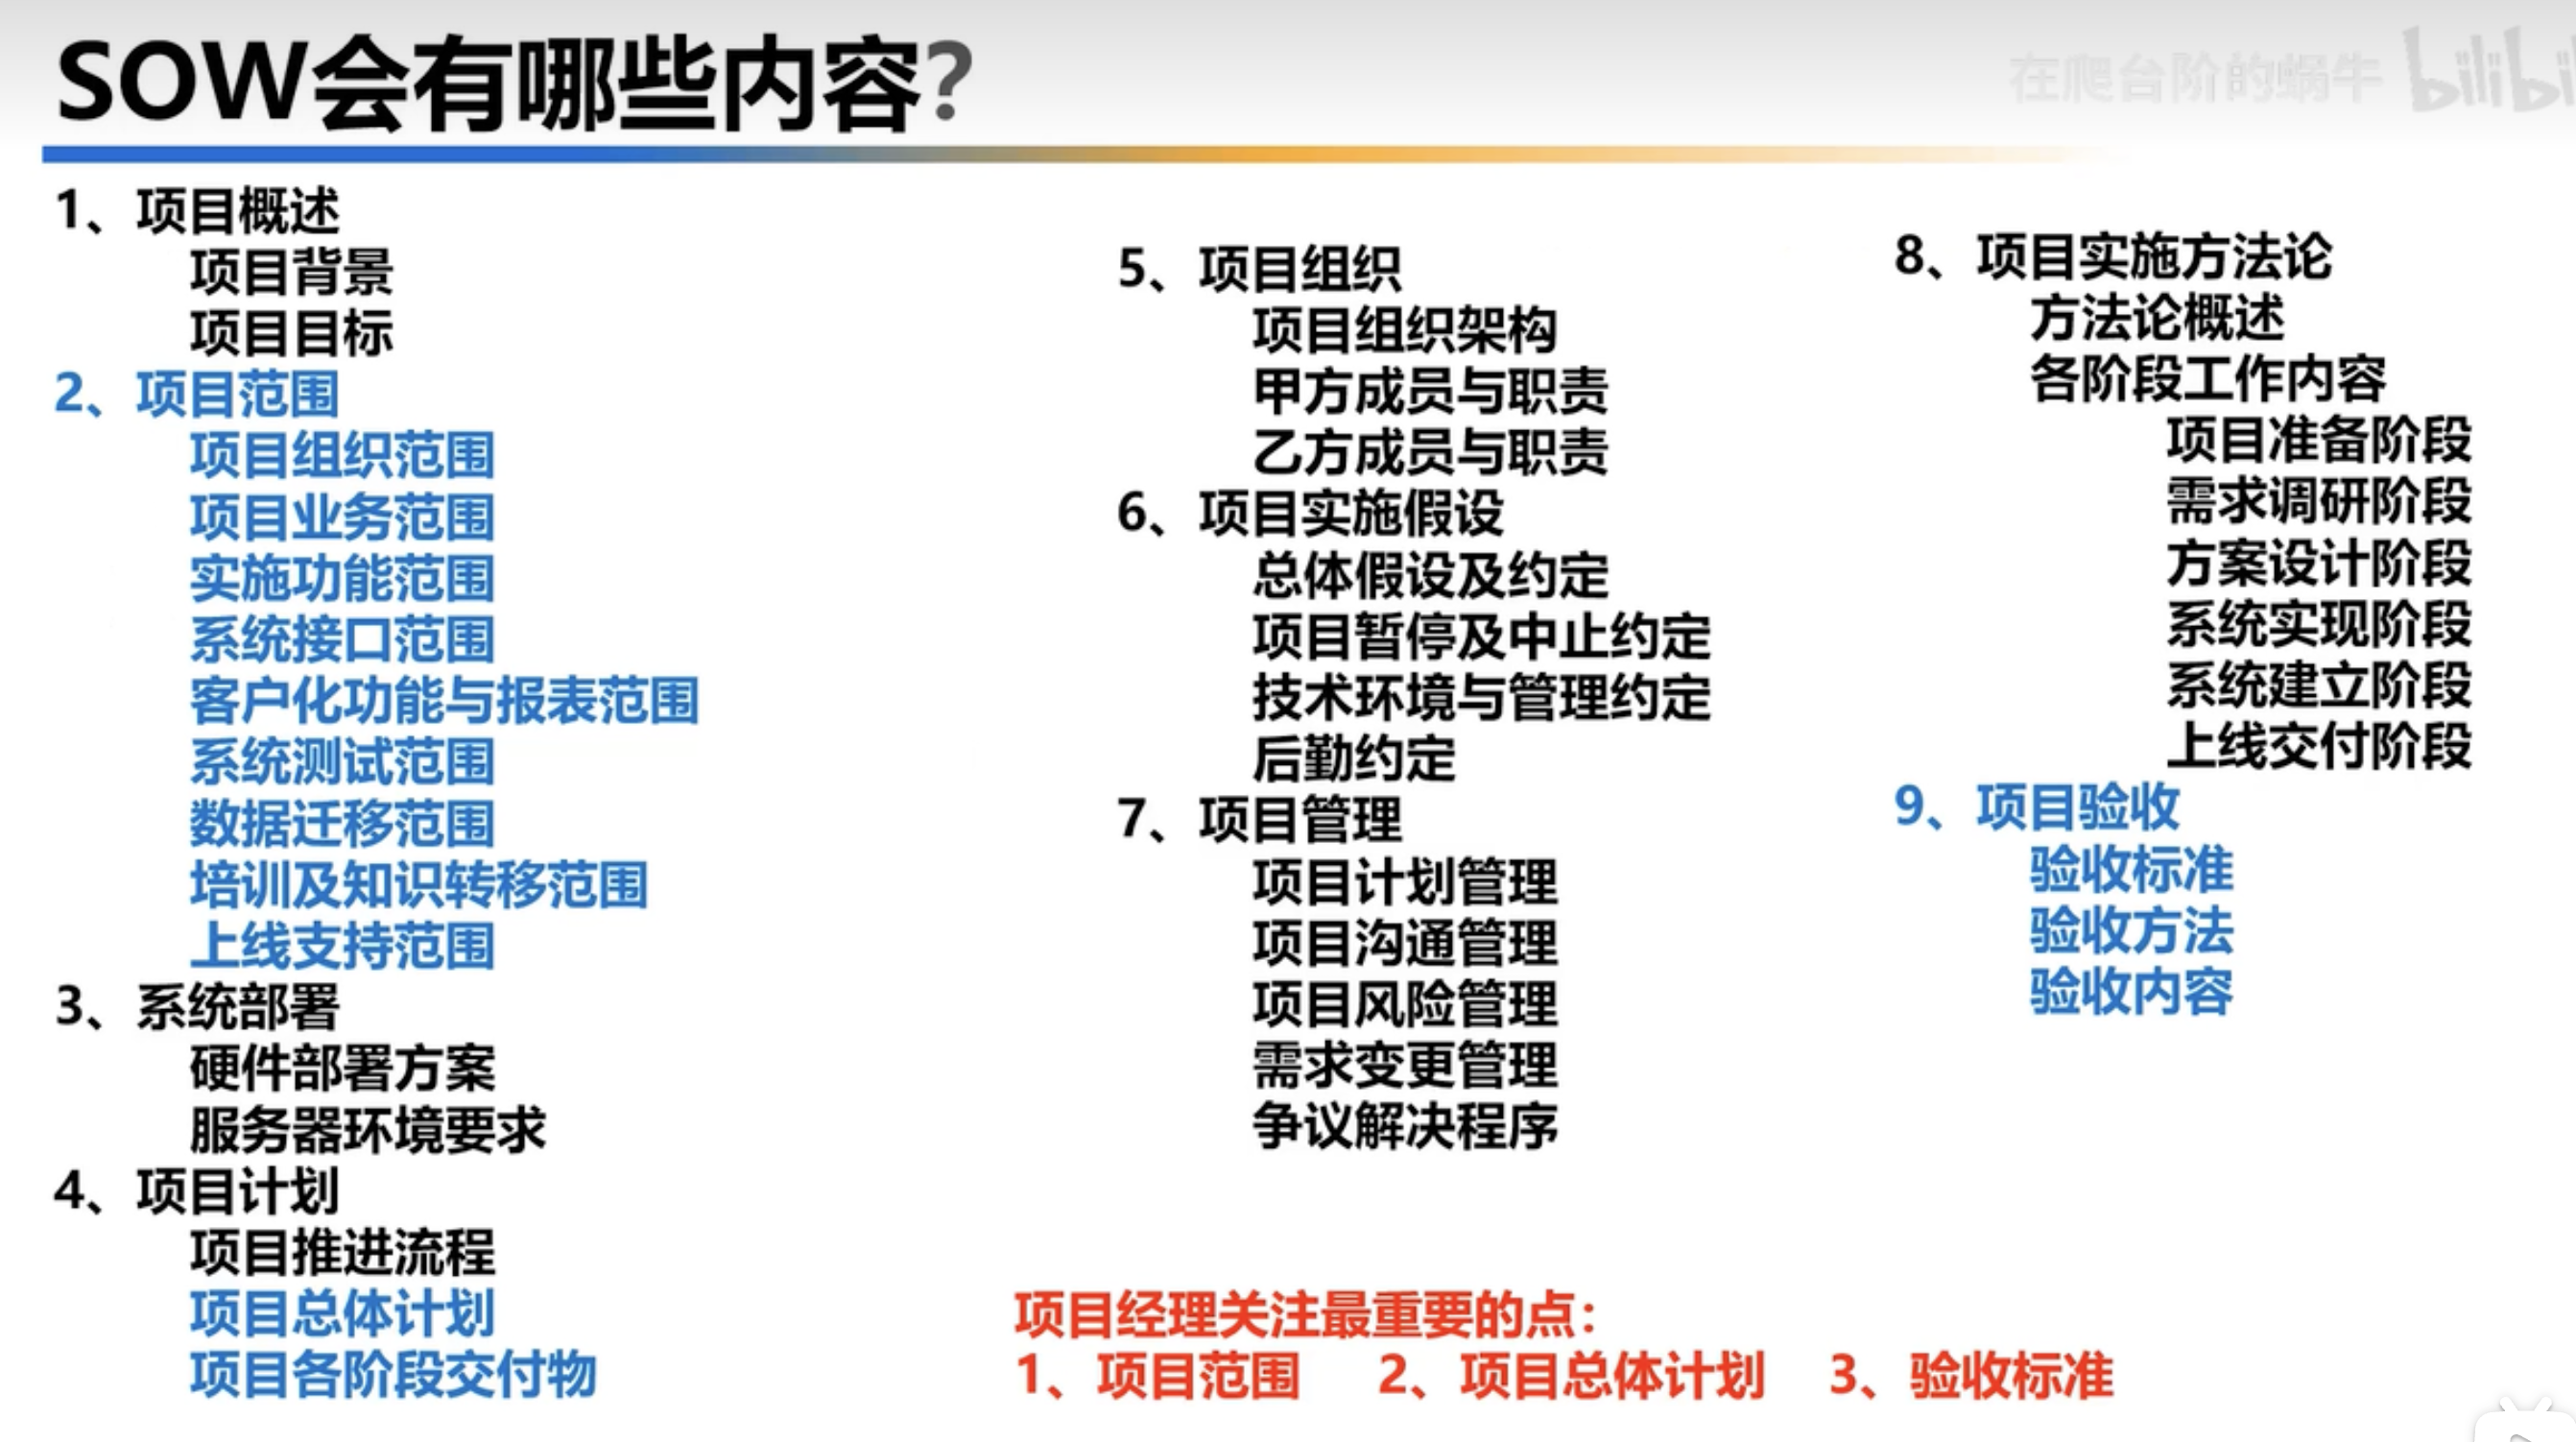 SOW会有哪些内容?
在爬台阶的蜗牛
1、项目概述
项目背景
项目目标
2、项目范围
项目组织范围
项目业务范围
实施功能范围
系统接口范围
客户化功能与报表范围
系统测试范围
数据迁移范围
培训及知识转移范围
上线支持范围
3、系统部署
硬件部署方案
服务器环境要求
4、项目计划
项目推进流程
项目总体计划
项目各阶段交付物
5、项目组织
项目组织架构
甲方成员与职责
乙方成员与职责
6、项目实施假设
总体假设及约定
项目暂停及中止约定
技术环境与管理约定
后勤约定
7、项目管理
项目计划管理
项目沟通管理
项目风险管理
需求变更管理
争议解决程序
8、项目实施方法论
方法论概述
各阶段工作内容
项目准备阶段
需求调研阶段
方案设计阶段
系统实现阶段
系统建立阶段
上线交付阶段
9、项目验收
验收标准
验收方法
验收内容
项目经理关注最重要的点：
1、项目范围 2、项目总体计划 3、验收标准